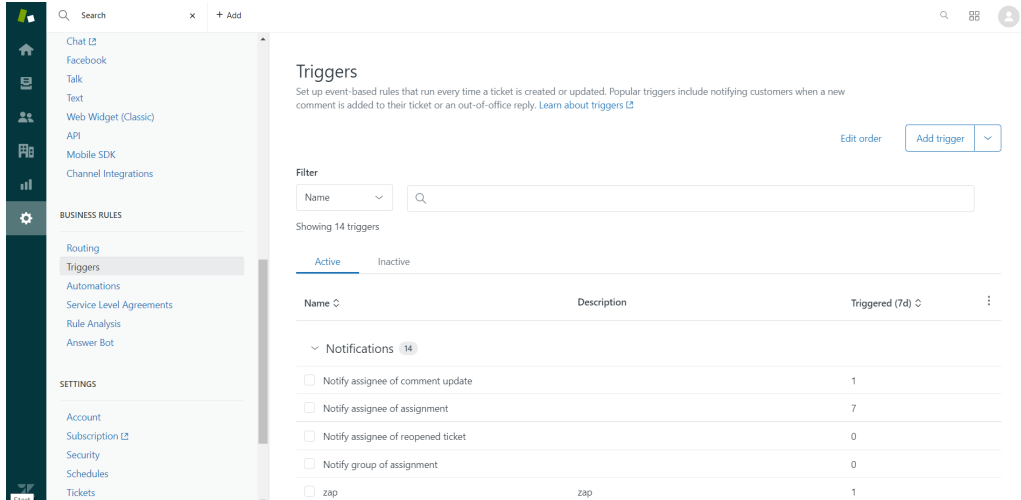 Search
+ Add
Chat
Facebook
Talk
Text
Web Widget (Classic)
API
Mobile SDK
Channel Integrations
BUSINESS RULES
Routing
Triggers
Automations
Service Level Agreements
Rule Analysis
Answer Bot
SETTINGS
Account
Subscription
Security
Schedules
Tickets
Start
Triggers
Set up event-based rules that run every time a ticket is created or updated. Popular triggers include notifying customers when a new
comment is added to their ticket or an out-of-office reply. Learn about triggers
Edit order
Add trigger
Filter
Name
Showing 14 triggers
Active Inactive
Name Description Triggered (7d)
Notifications 14
Notify assignee of comment update 1
Notify assignee of assignment 7
Notify assignee of reopened ticket 0
Notify group of assignment 0
zap zap 1